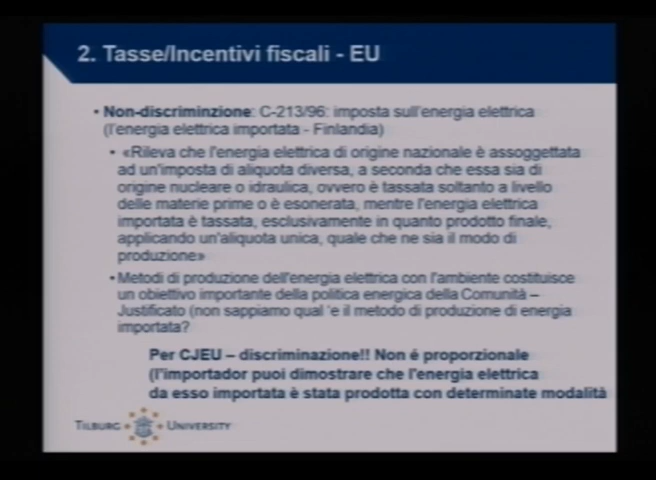 2. Tasse/Incentivi fiscali - EU
• Non-discriminzione: C-213/96: imposta sull'energia elettrica
(l'energia elettrica importata - Finlandia)
• «Rileva che l'energia elettrica di origine nazionale è assoggettata
ad un'imposta di aliquota diversa, a seconda che essa sia di
origine nucleare o idraulica, ovvero è tassata soltanto a livello
delle materie prime o è esonerata, mentre l'energia elettrica
importata è tassata, esclusivamente in quanto prodotto finale,
applicando un'aliquota unica, quale che ne sia il modo di
produzione»
• Metodi di produzione dell'energia elettrica con l'ambiente costituisce
un obiettivo importante della politica energica della Comunità –
Justificato (non sappiamo qual 'e il metodo di produzione di energia
importata?
Per CJEU – discriminazione!! Non é proporzionale
(l'importador puoi dimostrare che l'energia elettrica
da esso importata è stata prodotta con determinate modalità
TILBURG UNIVERSITY